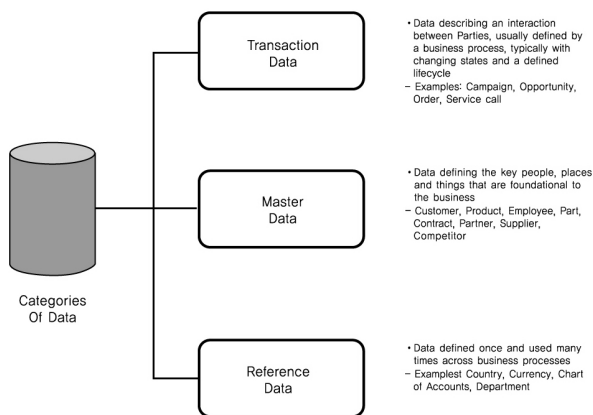 Transaction
Data
• Data describing an interaction
between Parties, usually defined by
a business process, typically with
changing states and a defined
lifecycle
- Examples: Campaign, Opportunity,
Order, Service call
Master
Data
• Data defining the key people, places
and things that are foundational to
the business
- Customer, Product, Employee, Part,
Contract, Partner, Supplier,
Competitor
Categories
Of Data
Reference
Data
• Data defined once and used many
times across business processes
- Examplest Country, Currency, Chart
of Accounts, Department